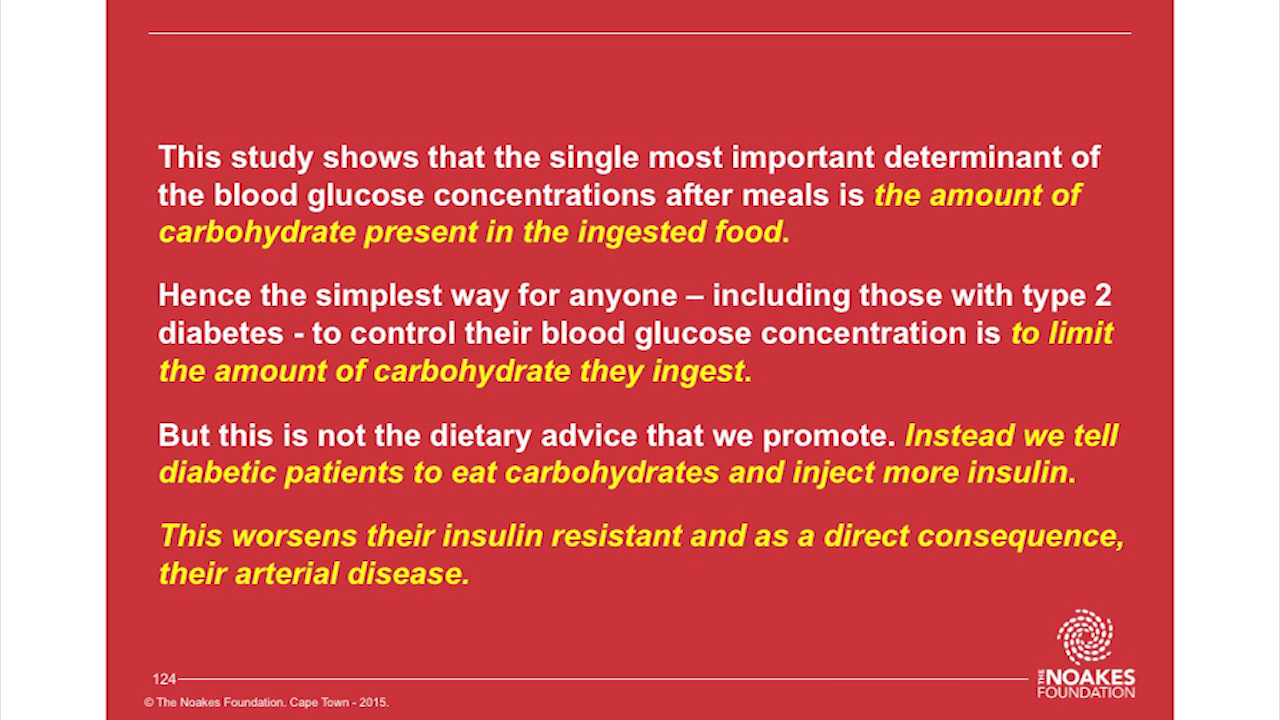 This study shows that the single most important determinant of
the blood glucose concentrations after meals is the amount of
carbohydrate present in the ingested food.
Hence the simplest way for anyone – including those with type 2
diabetes - to control their blood glucose concentration is to limit
the amount of carbohydrate they ingest.
But this is not the dietary advice that we promote. Instead we tell
diabetic patients to eat carbohydrates and inject more insulin.
This worsens their insulin resistant and as a direct consequence,
their arterial disease.
124
© The Noakes Foundation. Cape Town - 2015.
THE NOAKES
FOUNDATION